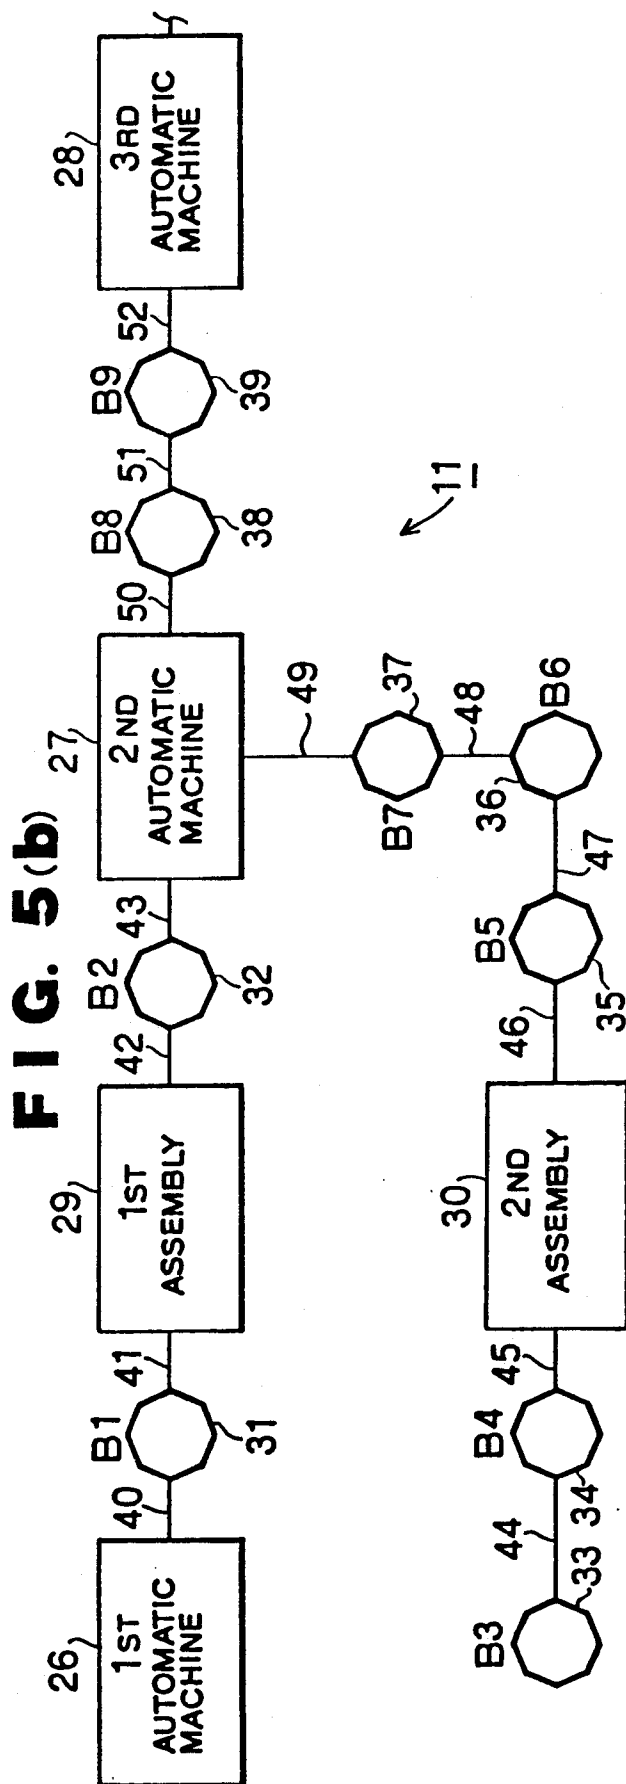 FIG. 5(b)
26
1ST
AUTOMATIC
MACHINE
40
B1
31
41
29
1ST
ASSEMBLY
42
B2
32
43
27
2ND
AUTOMATIC
MACHINE
50
B8
38
51
B9
39
52
28
3RD
AUTOMATIC
MACHINE
49
37
B7
48
11
B3
33
44
B4
34
45
30
2ND
ASSEMBLY
46
B5
35
47
36
B6